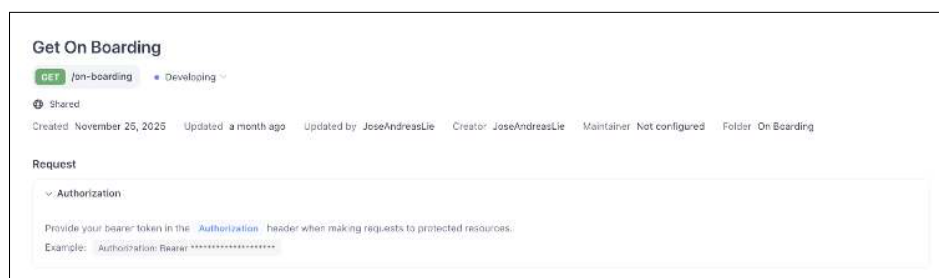 Get On Boarding
GET /on-boarding Developing
Shared
Created November 25, 2025 Updated a month ago Updated by JoseAndreasLie Creator JoseAndreasLie Maintainer Not configured Folder On Boarding
Request
Authorization
Provide your bearer token in the Authorization header when making requests to protected resources.
Example: Authorization: Bearer ********************